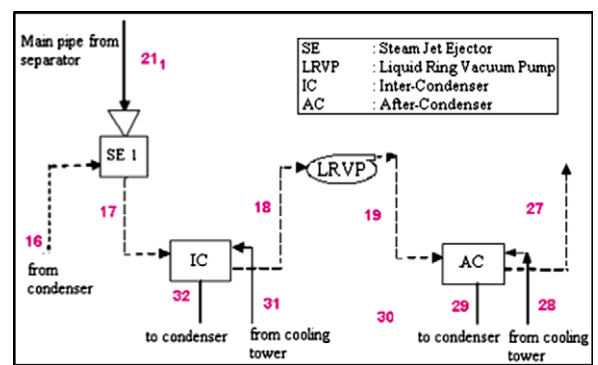 Main pipe from
separator
21₁
SE : Steam Jet Ejector
LRVP : Liquid Ring Vacuum Pump
IC : Inter-Condenser
AC : After-Condenser
SE 1
LRVP
17
18
19
27
16
from
condenser
IC
AC
32
31
30
29
28
to condenser
from cooling
tower
to condenser
from cooling
tower